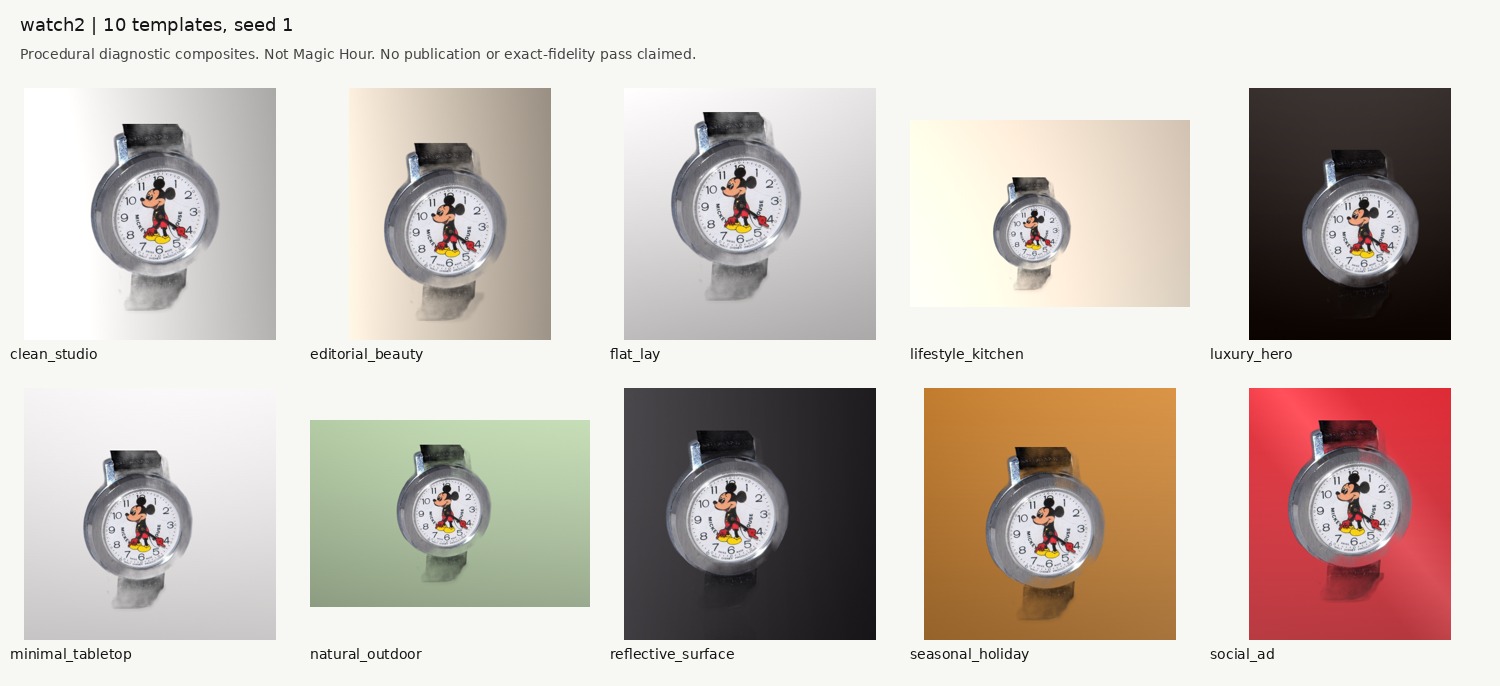 watch2 | 10 templates, seed 1
Procedural diagnostic composites. Not Magic Hour. No publication or exact-fidelity pass claimed.
clean_studio
editorial_beauty
flat_lay
lifestyle_kitchen
luxury_hero
minimal_tabletop
natural_outdoor
reflective_surface
seasonal_holiday
social_ad